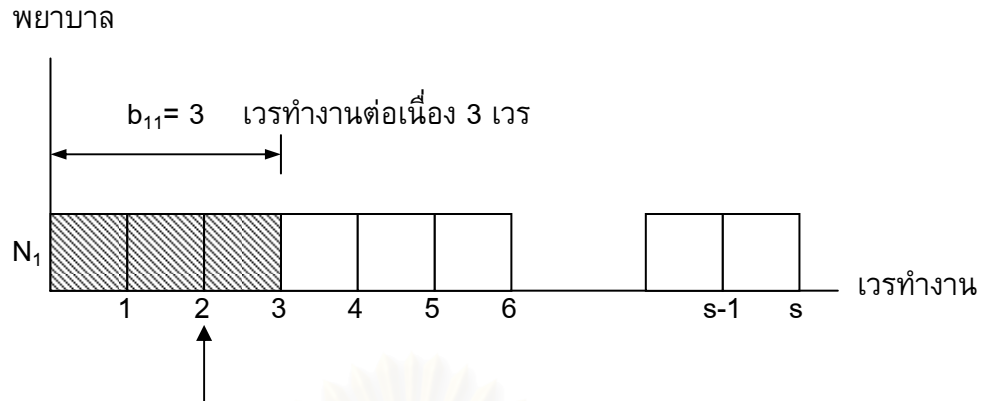 พยาบาล
b₁₁= 3 เวรทำงานต่อเนื่อง 3 เวร
N₁
เวรทำงาน
1 2 3 4 5 6 s-1 s